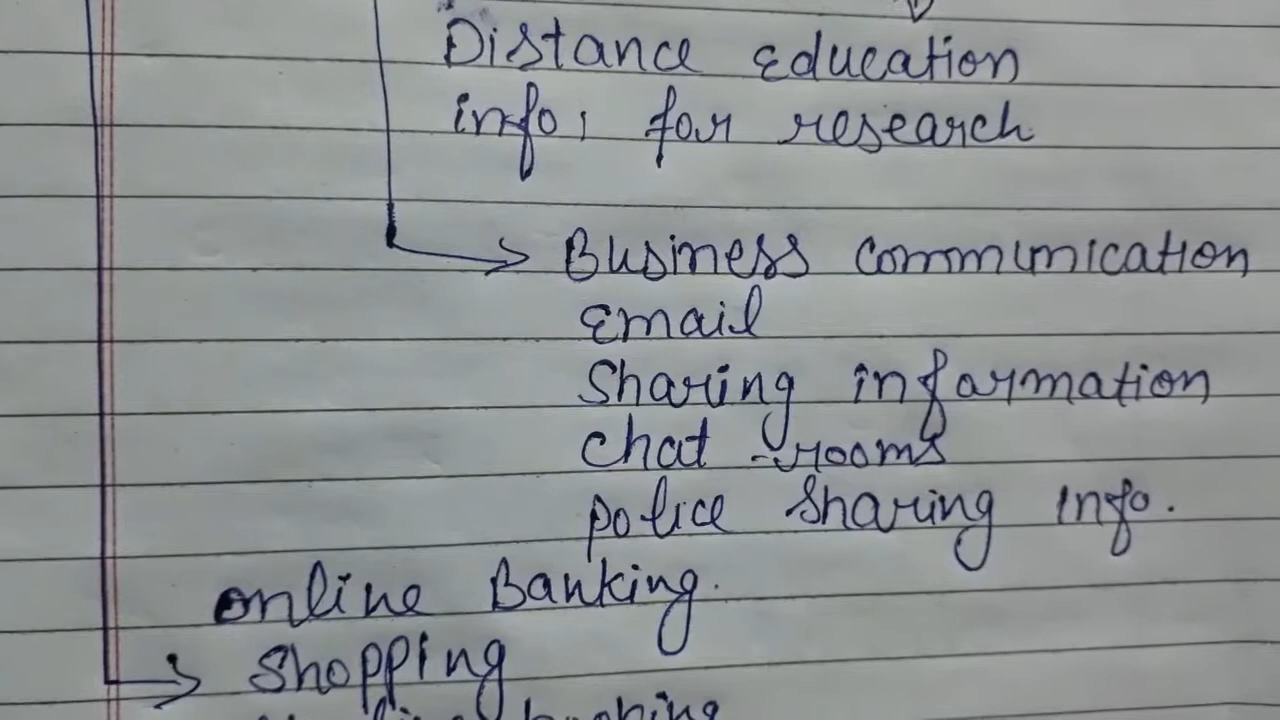 Distance Education
info, for research
Business communication
Email
Sharing information
chat -rooms
police sharing info.
online Banking.
Shopping